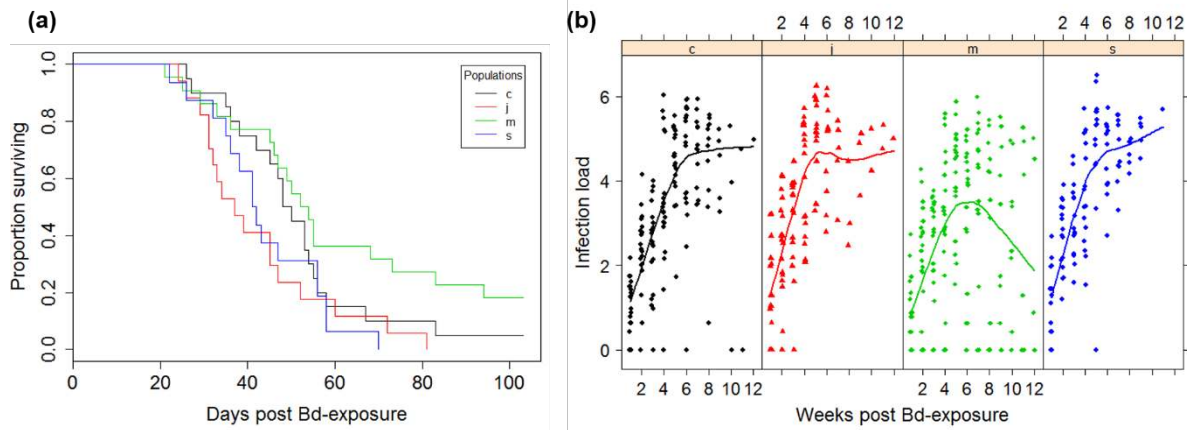 (a)
Proportion surviving
1.0
0.8
0.6
0.4
0.2
0.0
Populations
c
j
m
s
0 20 40 60 80 100
Days post Bd-exposure
(b)
2 4 6 8 10 12 2 4 6 8 10 12
c j m s
Infection load
6
4
2
0
2 4 6 8 10 12 2 4 6 8 10 12
Weeks post Bd-exposure